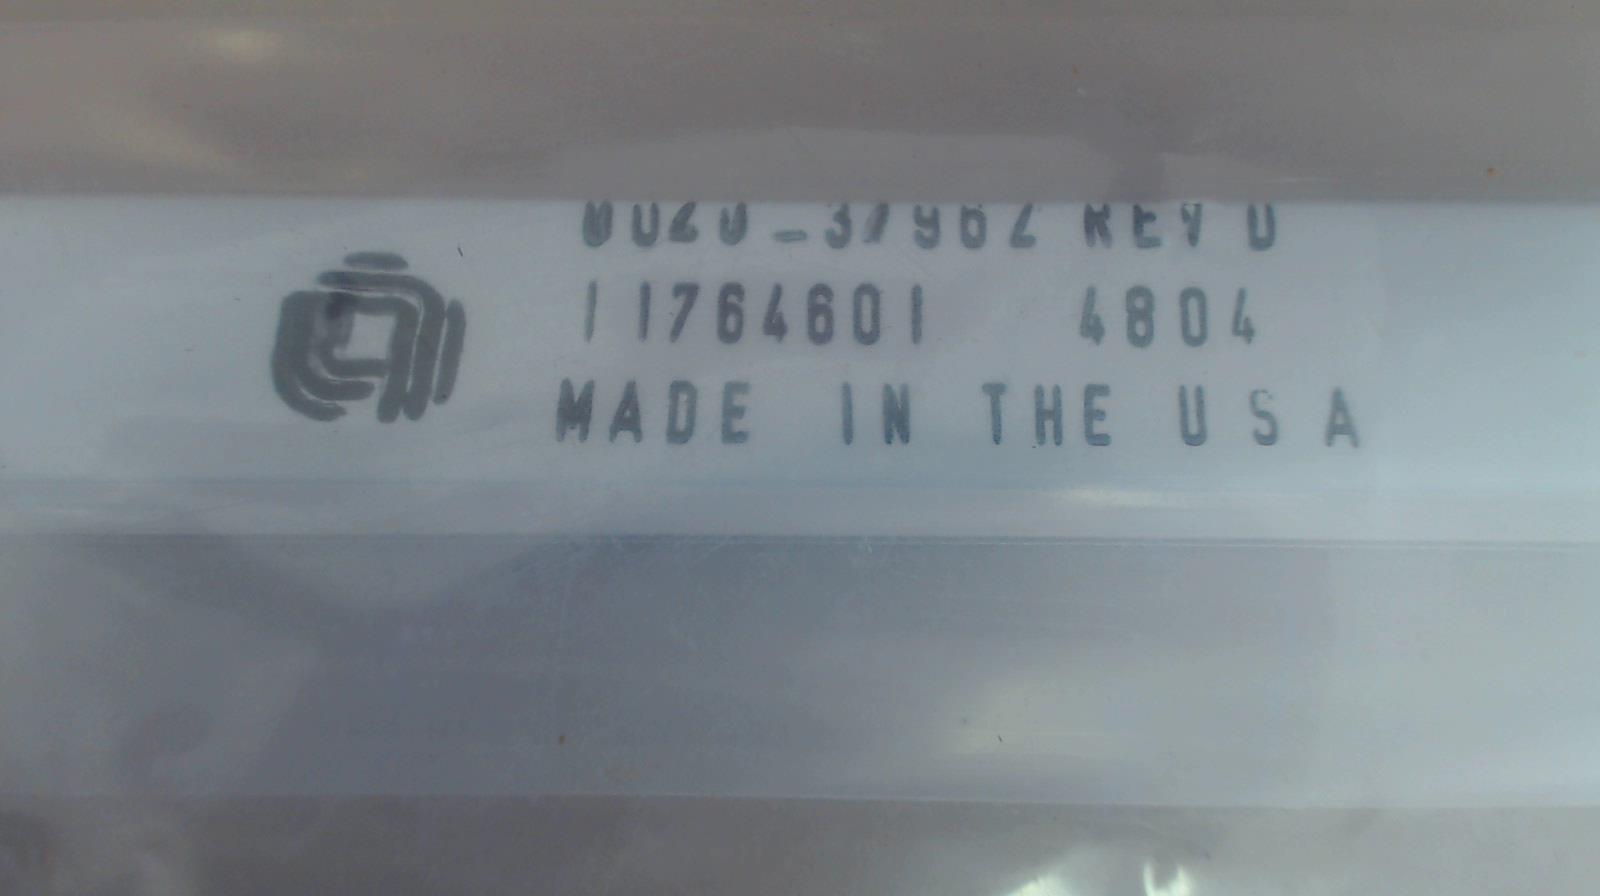 0020-37962 REV D
11764601 4804
MADE IN THE USA